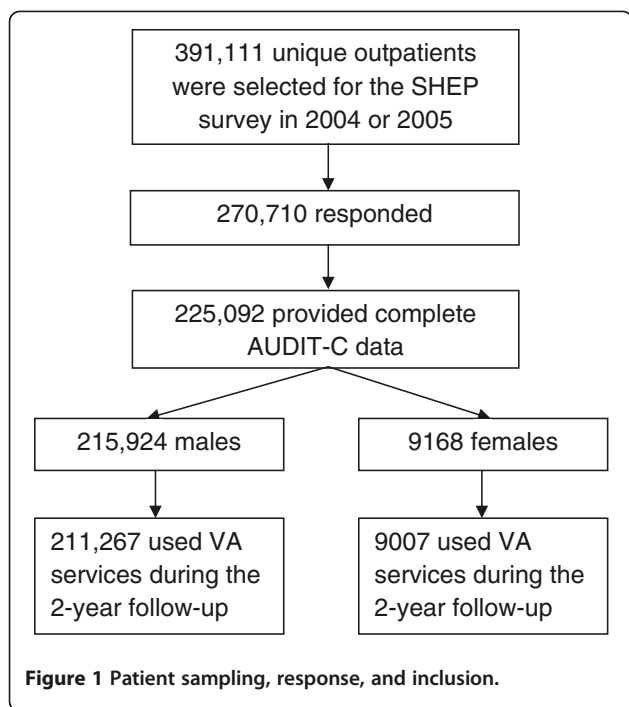 391,111 unique outpatients
were selected for the SHEP
survey in 2004 or 2005
270,710 responded
225,092 provided complete
AUDIT-C data
215,924 males
9168 females
211,267 used VA
services during the
2-year follow-up
9007 used VA
services during the
2-year follow-up
Figure 1 Patient sampling, response, and inclusion.